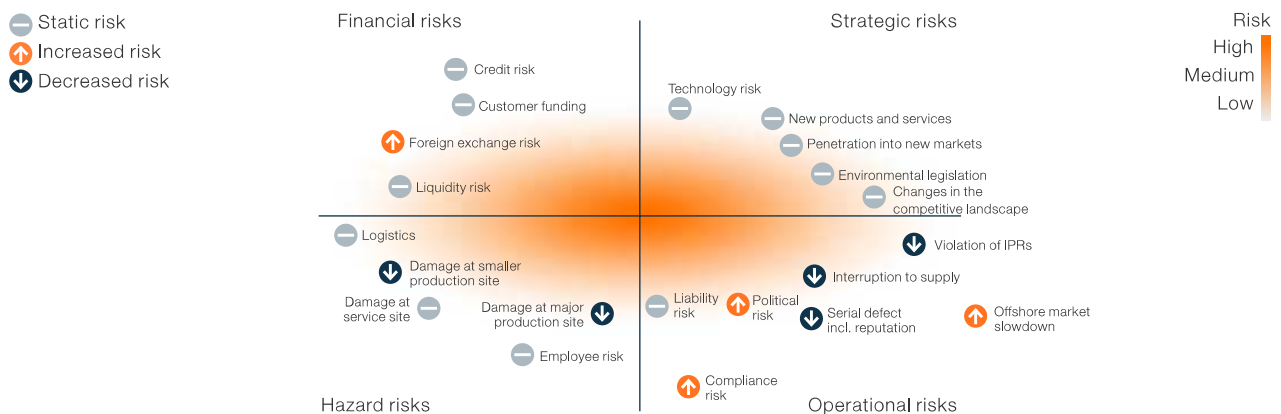 Static risk
Increased risk
Decreased risk
Financial risks
Strategic risks
Risk
High
Medium
Low
Credit risk
Customer funding
Foreign exchange risk
Liquidity risk
Technology risk
New products and services
Penetration into new markets
Environmental legislation
Changes in the
competitive landscape
Logistics
Damage at smaller
production site
Damage at
service site
Damage at major
production site
Employee risk
Violation of IPRs
Interruption to supply
Liability
risk
Political
risk
Serial defect
incl. reputation
Offshore market
slowdown
Compliance
risk
Hazard risks
Operational risks